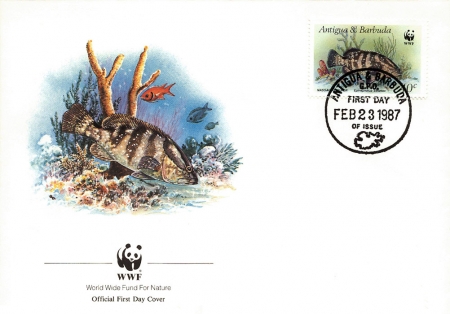 Antigua & Barbuda
WWF
ANTIGUA & BARBUDA
G.P.O.
FIRST DAY
FEB 23 1987
OF ISSUE
WWF
World Wide Fund For Nature
Official First Day Cover